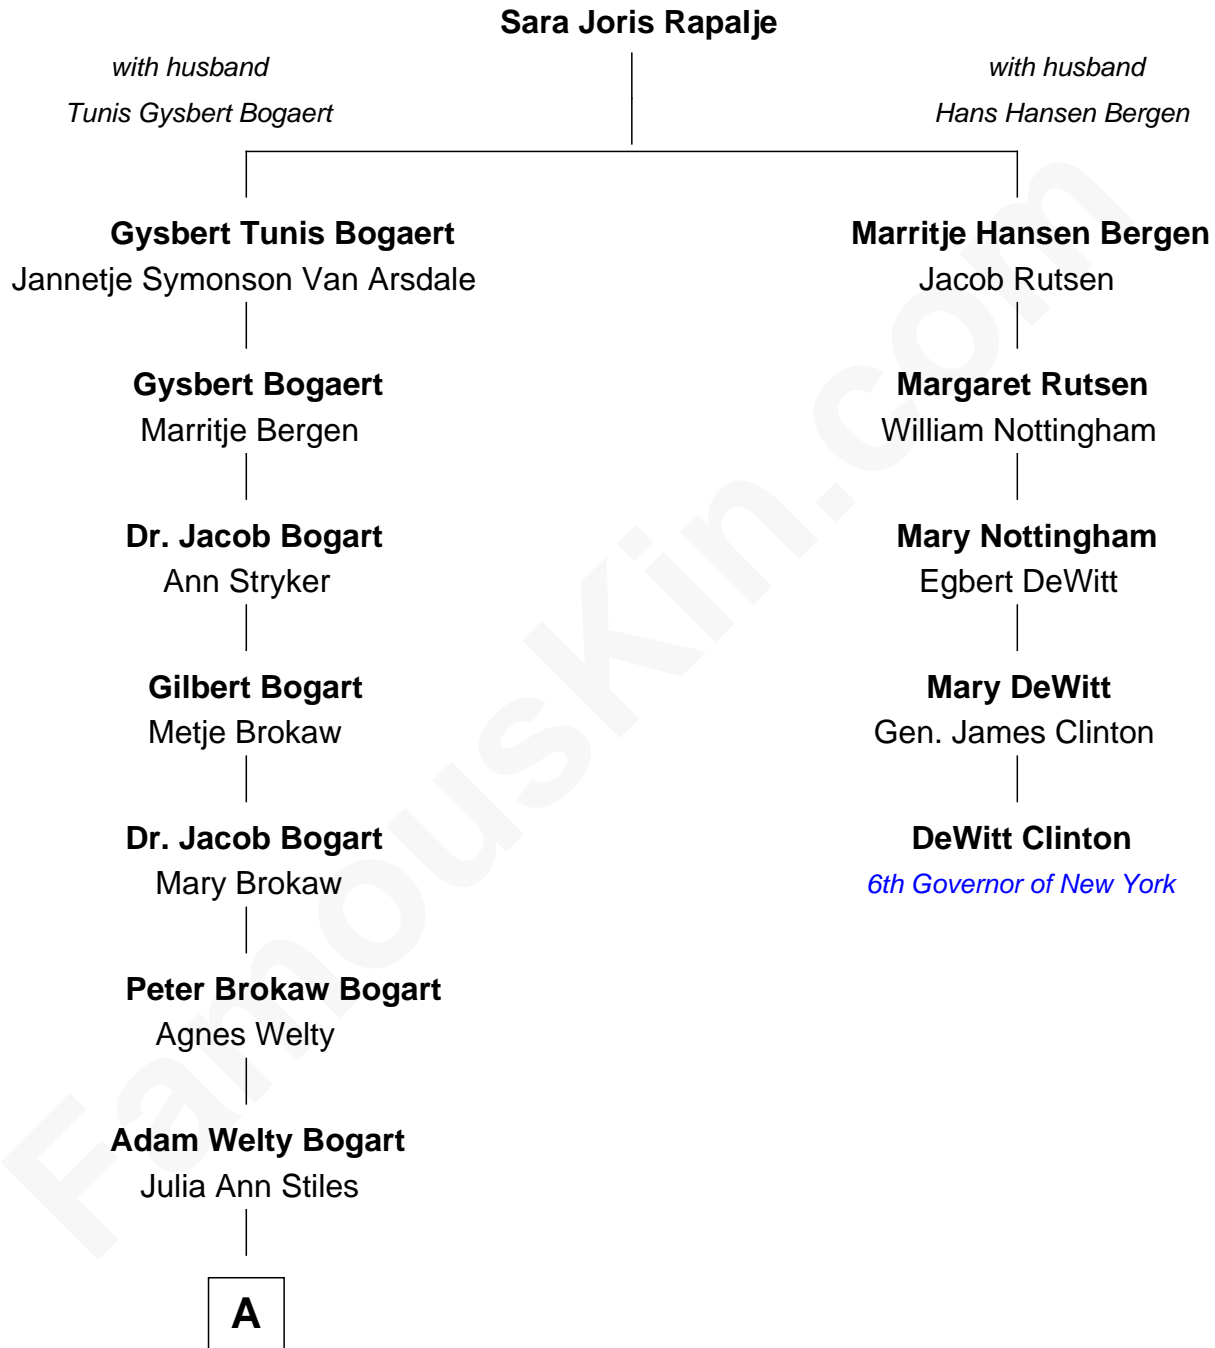 Sara Joris Rapalje
with husband
Tunis Gysbert Bogaert
with husband
Hans Hansen Bergen
Gysbert Tunis Bogaert
Jannetje Symonson Van Arsdale
Marritje Hansen Bergen
Jacob Rutsen
Gysbert Bogaert
Marritje Bergen
Margaret Rutsen
William Nottingham
Dr. Jacob Bogart
Ann Stryker
Mary Nottingham
Egbert DeWitt
Gilbert Bogart
Metje Brokaw
Mary DeWitt
Gen. James Clinton
Dr. Jacob Bogart
Mary Brokaw
DeWitt Clinton
6th Governor of New York
Peter Brokaw Bogart
Agnes Welty
Adam Welty Bogart
Julia Ann Stiles
A
FamousKin.com